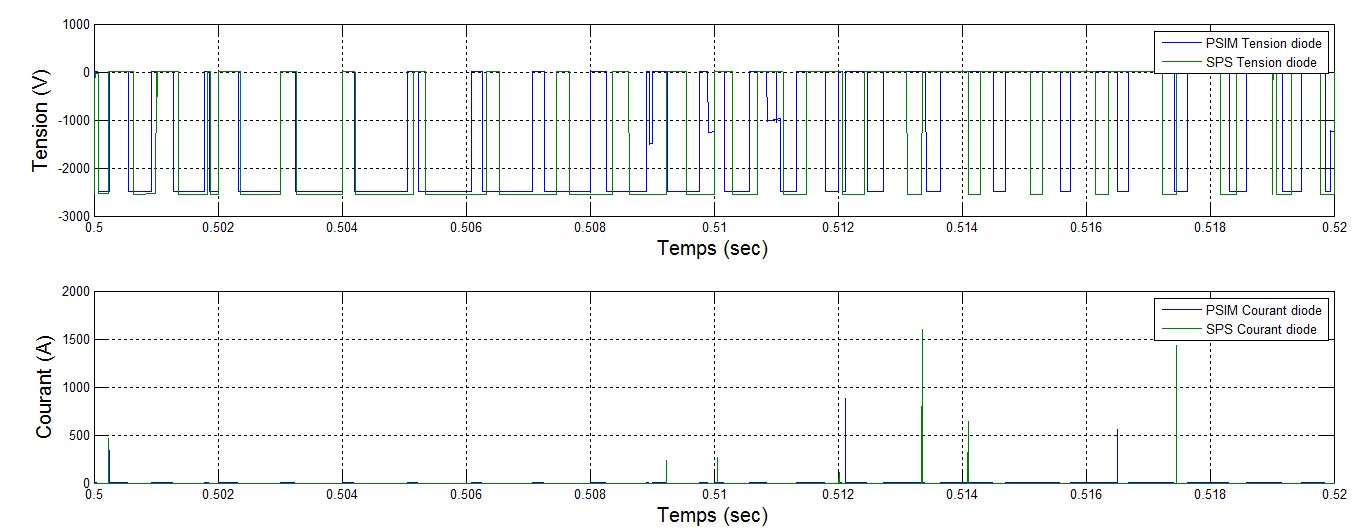 1000
0
-1000
-2000
-3000
Tension (V)
PSIM Tension diode
SPS Tension diode
0.5 0.502 0.504 0.506 0.508 0.51 0.512 0.514 0.516 0.518 0.52
Temps (sec)
2000
1500
1000
500
0
Courant (A)
PSIM Courant diode
SPS Courant diode
0.5 0.502 0.504 0.506 0.508 0.51 0.512 0.514 0.516 0.518 0.52
Temps (sec)